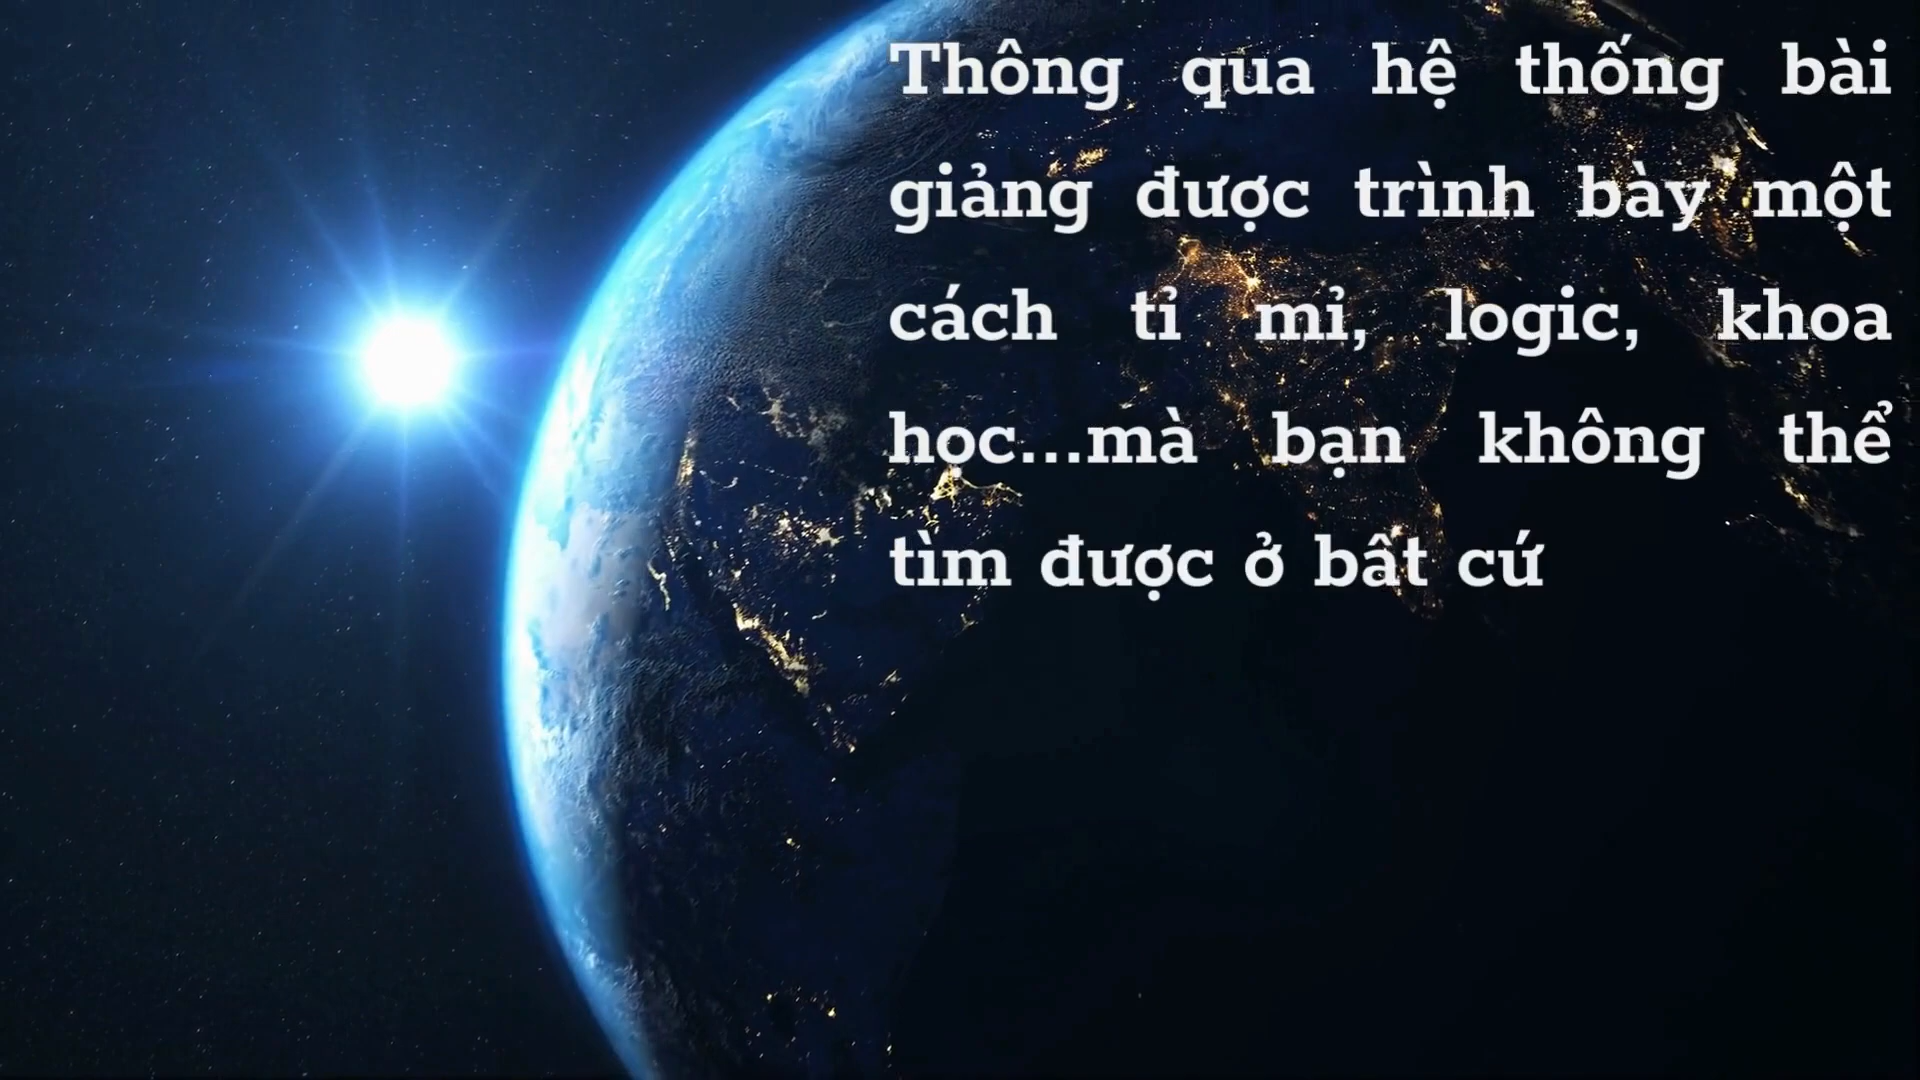 Thông qua hệ thống bài
giảng được trình bày một
cách tỉ mỉ, logic, khoa
học...mà bạn không thể
tìm được ở bất cứ